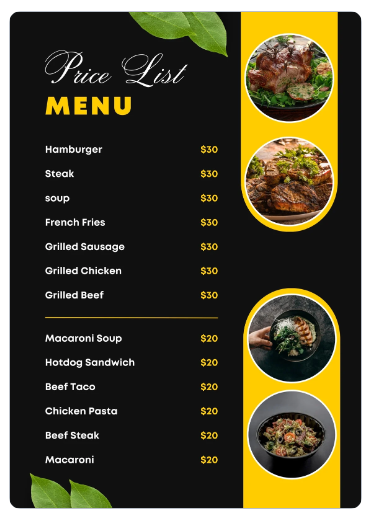 Price List
MENU
Hamburger $30
Steak $30
soup $30
French Fries $30
Grilled Sausage $30
Grilled Chicken $30
Grilled Beef $30
Macaroni Soup $20
Hotdog Sandwich $20
Beef Taco $20
Chicken Pasta $20
Beef Steak $20
Macaroni $20